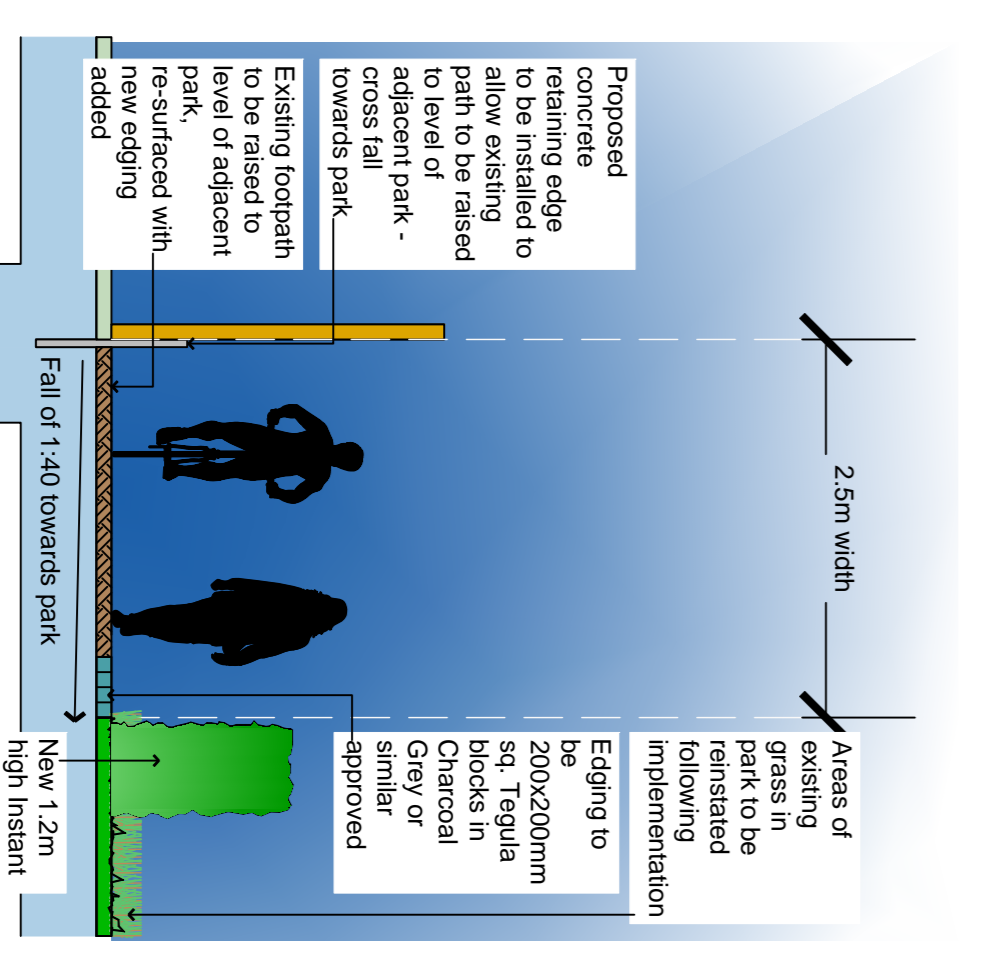 Proposed
concrete
retaining edge
to be installed to
allow existing
path to be raised
to level of
adjacent park -
cross fall
towards park
Existing footpath
to be raised to
level of adjacent
park,
re-surfaced with
new edging
added
2.5m width
Fall of 1:40 towards park
Areas of
existing
grass in
park to be
reinstated
following
implementation
Edging to
be
200x200mm
sq. Tegula
blocks in
Charcoal
Grey or
similar
approved
New 1.2m
high Instant